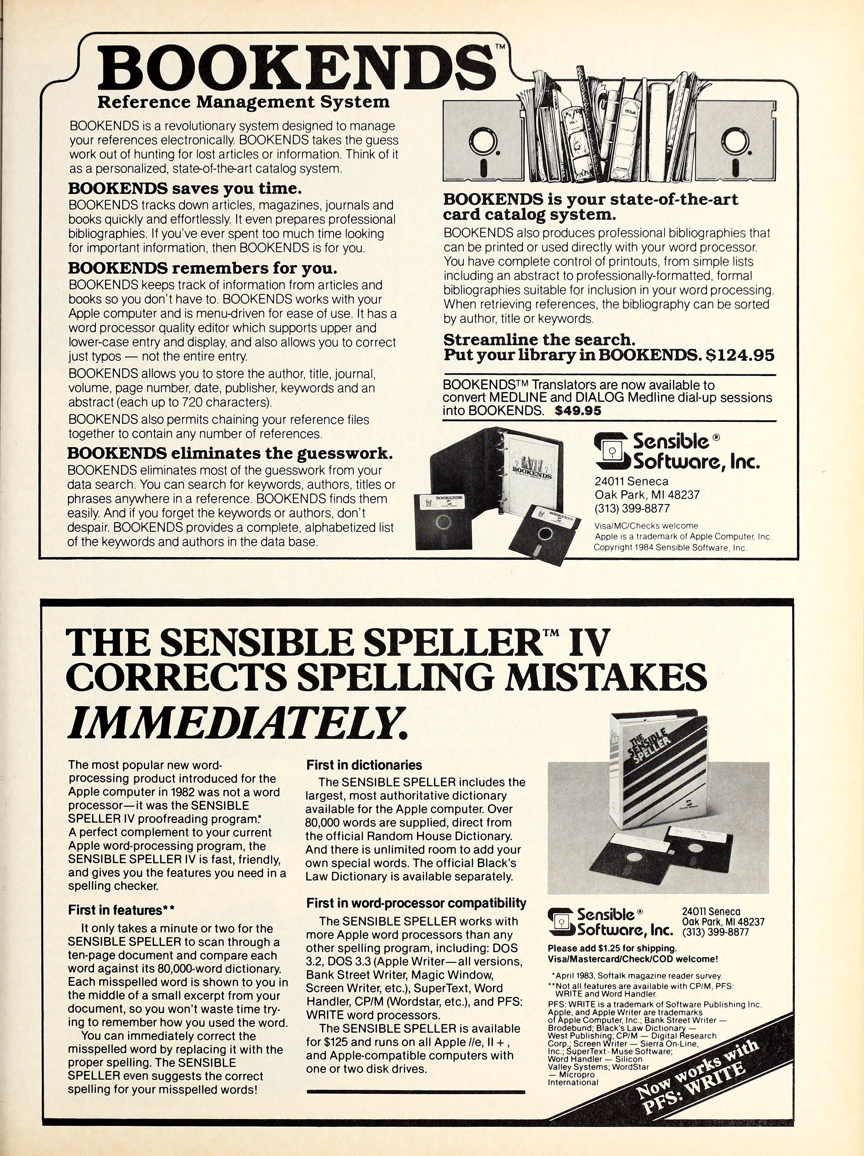 BOOKENDS™
Reference Management System
BOOKENDS is a revolutionary system designed to manage
your references electronically. BOOKENDS takes the guess
work out of hunting for lost articles or information. Think of it
as a personalized, state-of-the-art catalog system.
BOOKENDS saves you time.
BOOKENDS tracks down articles, magazines, journals and
books quickly and effortlessly. It even prepares professional
bibliographies. If you've ever spent too much time looking
for important information, then BOOKENDS is for you.
BOOKENDS remembers for you.
BOOKENDS keeps track of information from articles and
books so you don't have to. BOOKENDS works with your
Apple computer and is menu-driven for ease of use. It has a
word processor quality editor which supports upper and
lower-case entry and display, and also allows you to correct
just typos — not the entire entry.
BOOKENDS allows you to store the author, title, journal,
volume, page number, date, publisher, keywords and an
abstract (each up to 720 characters).
BOOKENDS also permits chaining your reference files
together to contain any number of references.
BOOKENDS eliminates the guesswork.
BOOKENDS eliminates most of the guesswork from your
data search. You can search for keywords, authors, titles or
phrases anywhere in a reference. BOOKENDS finds them
easily. And if you forget the keywords or authors, don't
despair. BOOKENDS provides a complete, alphabetized list
of the keywords and authors in the data base.
BOOKENDS is your state-of-the-art
card catalog system.
BOOKENDS also produces professional bibliographies that
can be printed or used directly with your word processor.
You have complete control of printouts, from simple lists
including an abstract to professionally-formatted, formal
bibliographies suitable for inclusion in your word processing.
When retrieving references, the bibliography can be sorted
by author, title or keywords.
Streamline the search.
Put your library in BOOKENDS. $124.95
BOOKENDS™ Translators are now available to
convert MEDLINE and DIALOG Medline dial-up sessions
into BOOKENDS. $49.95
BOOKENDS
BOOKENDS
BOOKENDS
Sensible®
Software, Inc.
24011 Seneca
Oak Park, MI 48237
(313) 399-8877
Visa/MC/Checks welcome
Apple is a trademark of Apple Computer, Inc.
Copyright 1984 Sensible Software, Inc.
THE SENSIBLE SPELLER™ IV
CORRECTS SPELLING MISTAKES
IMMEDIATELY.
The most popular new word-
processing product introduced for the
Apple computer in 1982 was not a word
processor—it was the SENSIBLE
SPELLER IV proofreading program.*
A perfect complement to your current
Apple word-processing program, the
SENSIBLE SPELLER IV is fast, friendly,
and gives you the features you need in a
spelling checker.
First in features**
It only takes a minute or two for the
SENSIBLE SPELLER to scan through a
ten-page document and compare each
word against its 80,000-word dictionary.
Each misspelled word is shown to you in
the middle of a small excerpt from your
document, so you won't waste time try-
ing to remember how you used the word.
You can immediately correct the
misspelled word by replacing it with the
proper spelling. The SENSIBLE
SPELLER even suggests the correct
spelling for your misspelled words!
First in dictionaries
The SENSIBLE SPELLER includes the
largest, most authoritative dictionary
available for the Apple computer. Over
80,000 words are supplied, direct from
the official Random House Dictionary.
And there is unlimited room to add your
own special words. The official Black's
Law Dictionary is available separately.
First in word-processor compatibility
The SENSIBLE SPELLER works with
more Apple word processors than any
other spelling program, including: DOS
3.2, DOS 3.3 (Apple Writer—all versions,
Bank Street Writer, Magic Window,
Screen Writer, etc.), SuperText, Word
Handler, CP/M (Wordstar, etc.), and PFS:
WRITE word processors.
The SENSIBLE SPELLER is available
for $125 and runs on all Apple //e, II +,
and Apple-compatible computers with
one or two disk drives.
THE
SENSIBLE
SPELLER
Sensible®
Software, Inc.
24011 Seneca
Oak Park, MI 48237
(313) 399-8877
Please add $1.25 for shipping.
Visa/Mastercard/Check/COD welcome!
*April 1983, Softalk magazine reader survey.
**Not all features are available with CP/M, PFS:
WRITE and Word Handler.
PFS: WRITE is a trademark of Software Publishing Inc.
Apple, and Apple Writer are trademarks
of Apple Computer, Inc.; Bank Street Writer —
Brodebund; Black's Law Dictionary —
West Publishing; CP/M — Digital Research
Corp.; Screen Writer — Sierra On-Line,
Inc.; SuperText - Muse Software;
Word Handler — Silicon
Valley Systems; WordStar
— Micropro
International
Now works with
PFS: WRITE